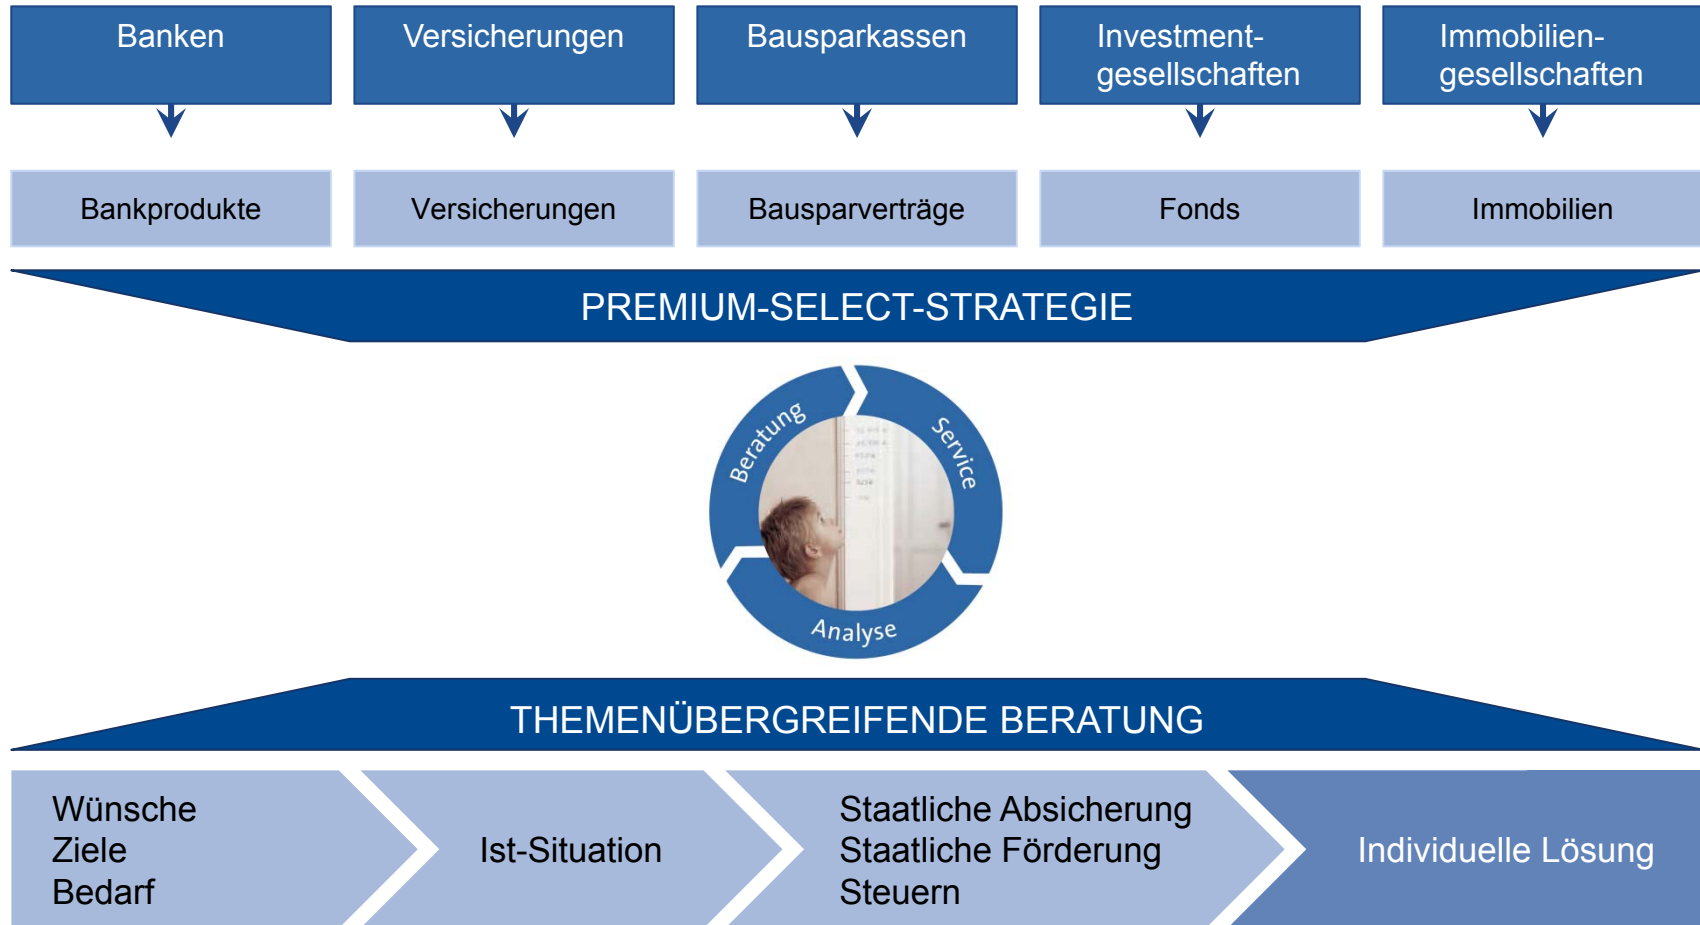 Banken
Versicherungen
Bausparkassen
Investment-
gesellschaften
Immobilien-
gesellschaften
Bankprodukte
Versicherungen
Bausparverträge
Fonds
Immobilien
PREMIUM-SELECT-STRATEGIE
Beratung
Service
Analyse
THEMENÜBERGREIFENDE BERATUNG
Wünsche
Ziele
Bedarf
Ist-Situation
Staatliche Absicherung
Staatliche Förderung
Steuern
Individuelle Lösung